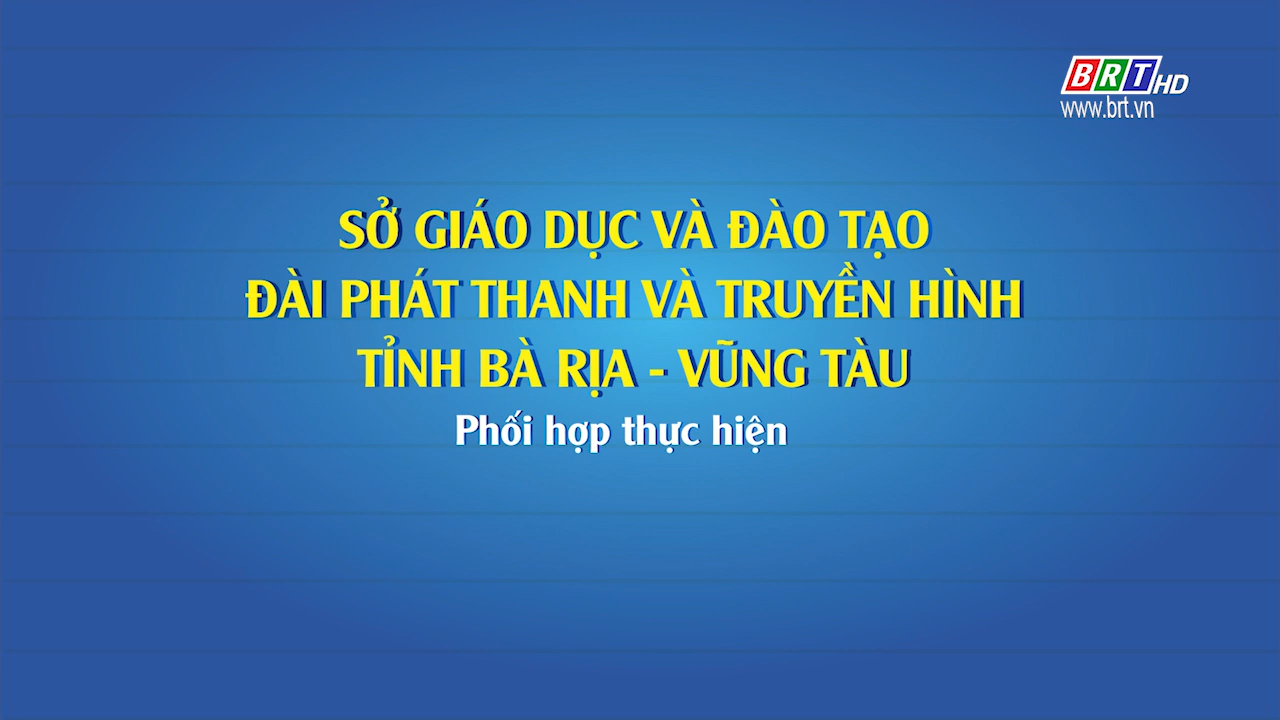 BRT HD
www.brt.vn
SỞ GIÁO DỤC VÀ ĐÀO TẠO
ĐÀI PHÁT THANH VÀ TRUYỀN HÌNH
TỈNH BÀ RỊA - VŨNG TÀU
Phối hợp thực hiện